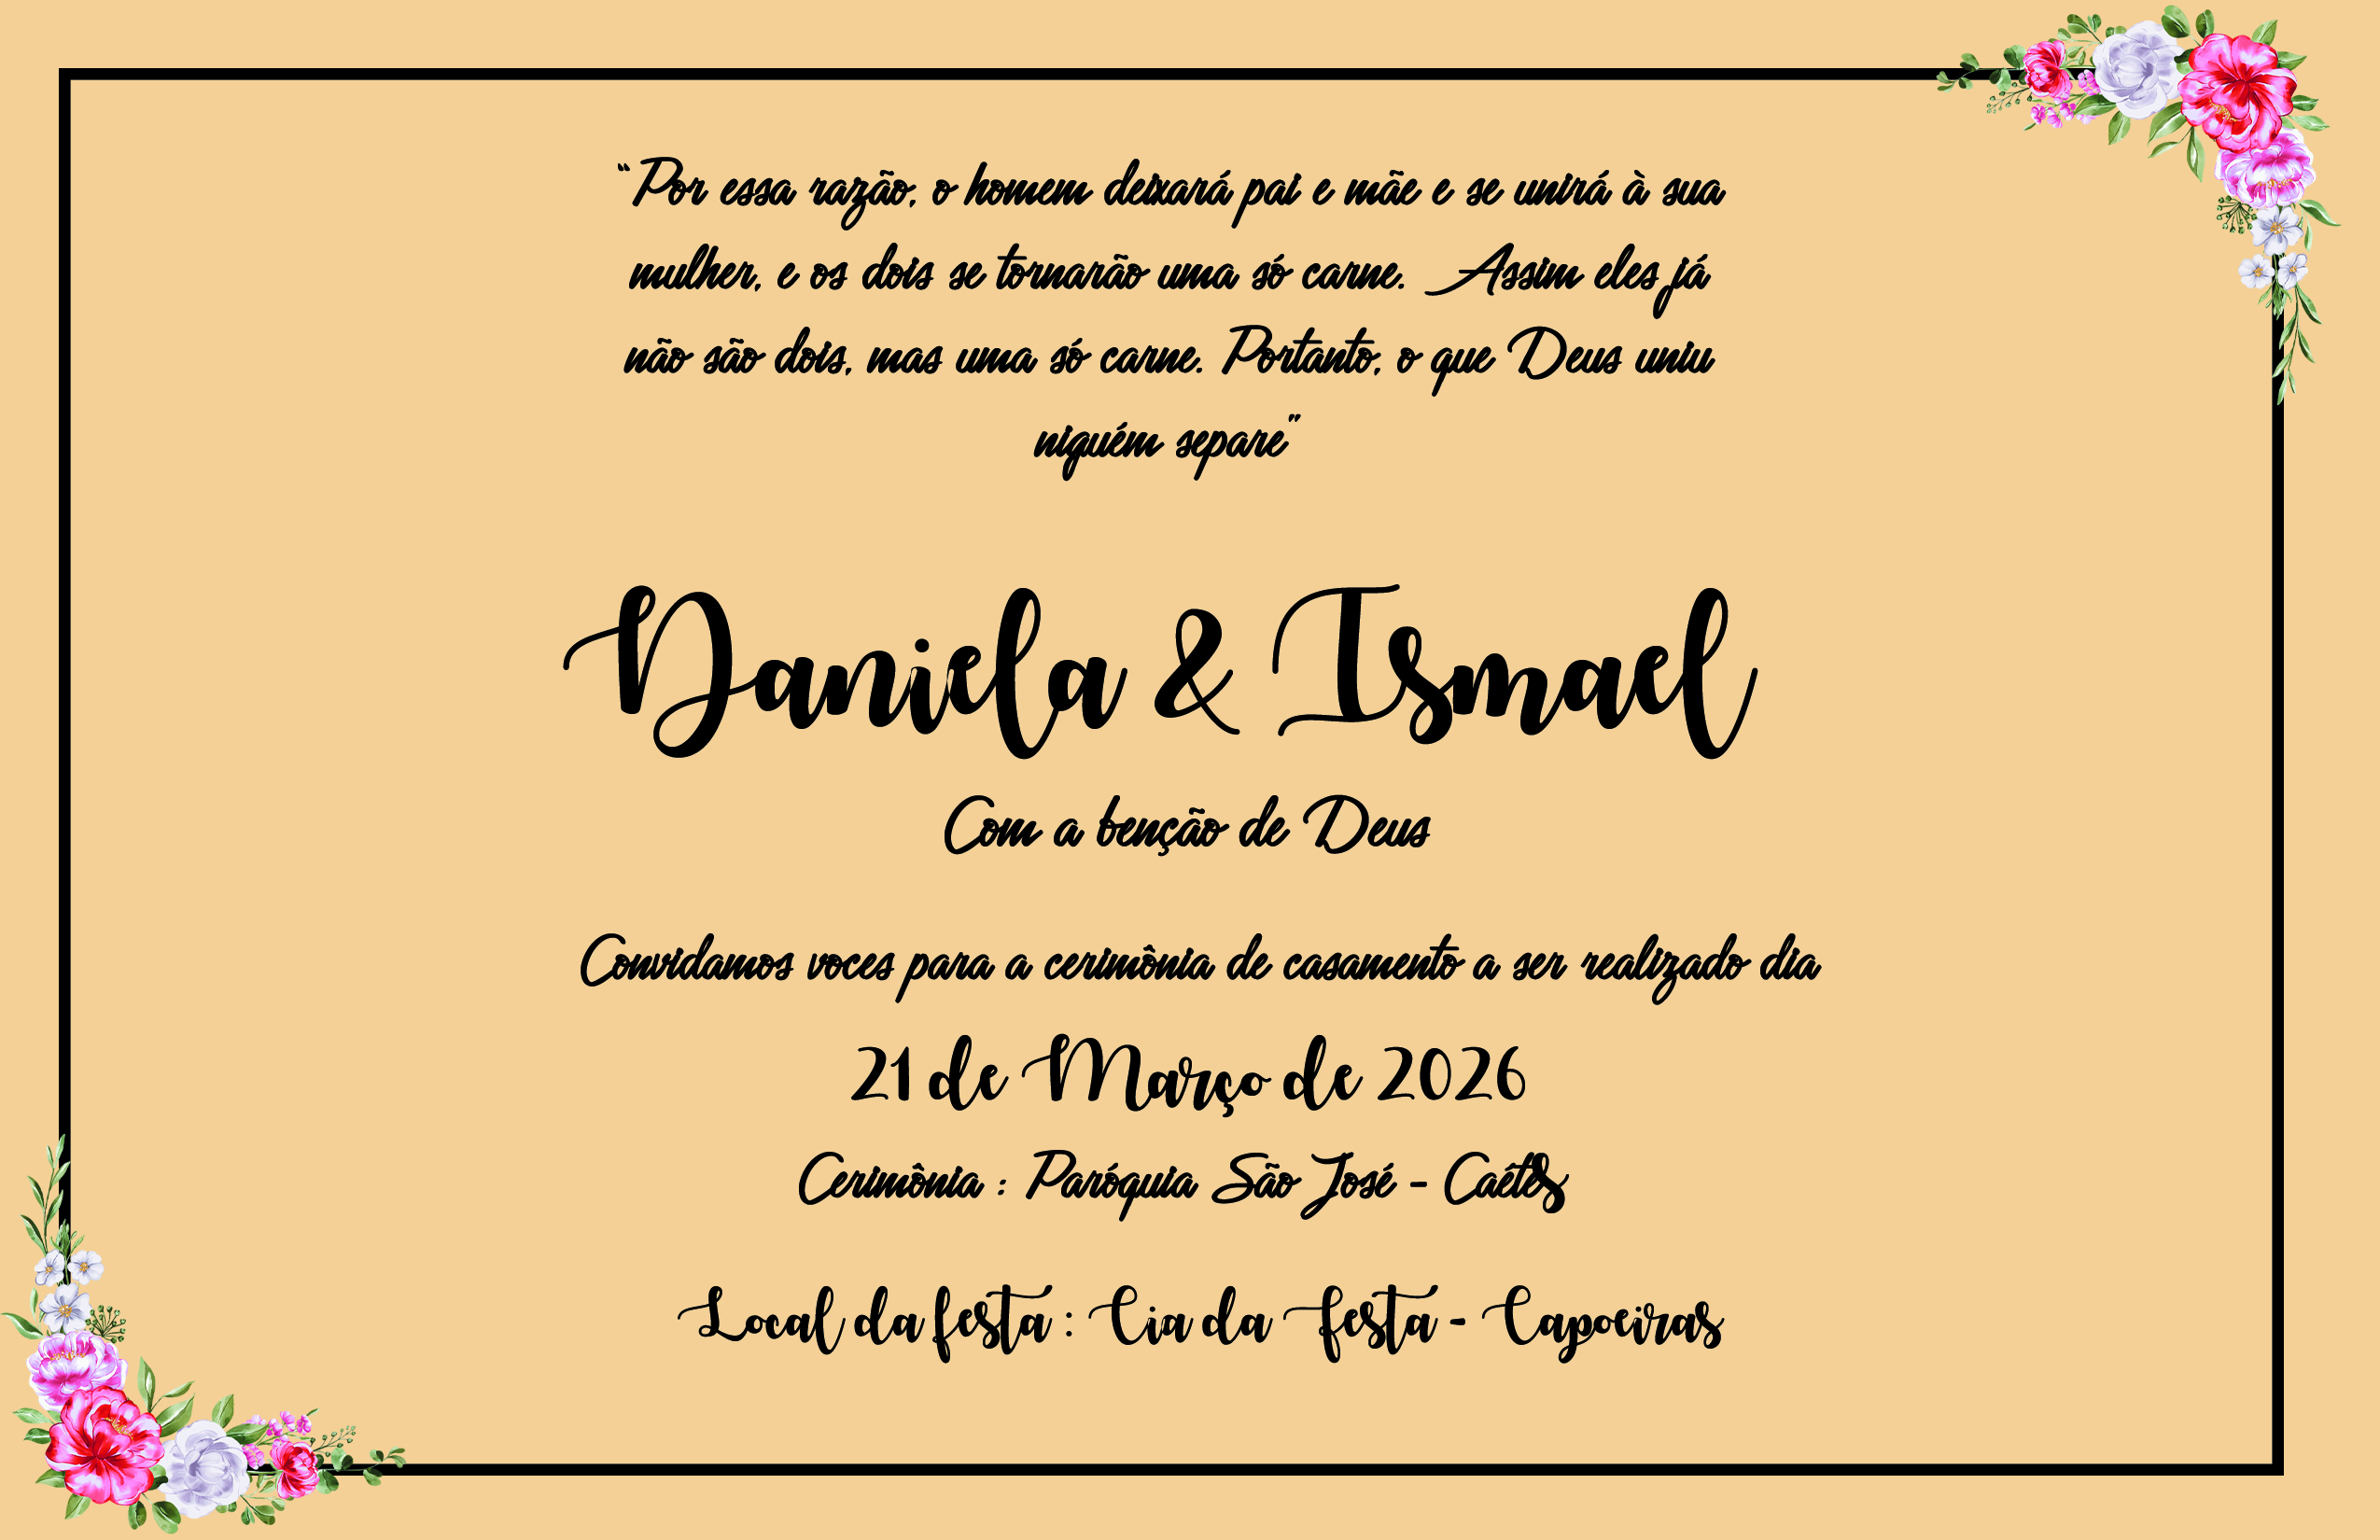 “Por essa razão, o homem deixará pai e mãe e se unirá à sua
mulher, e os dois se tornarão uma só carne. Assim eles já
não são dois, mas uma só carne. Portanto, o que Deus uniu
niguém separe”
Daniela & Ismael
Com a benção de Deus
Convidamos voces para a cerimônia de casamento a ser realizado dia
21 de Março de 2026
Cerimônia : Paróquia São José - Caétes
Local da festa : Cia da Festa - Capoeiras